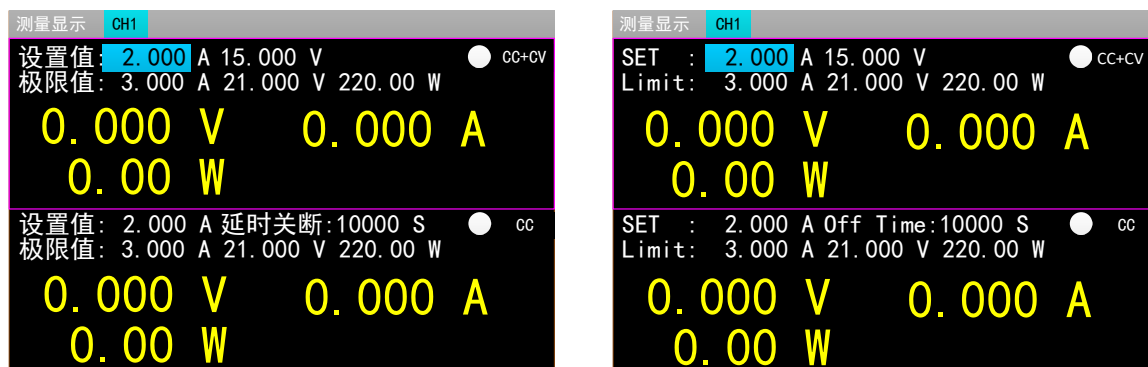 测量显示 CH1
设置值: 2.000 A 15.000 V CC+CV
极限值: 3.000 A 21.000 V 220.00 W
0.000 V 0.000 A
0.00 W
设置值: 2.000 A 延时关断:10000 S CC
极限值: 3.000 A 21.000 V 220.00 W
0.000 V 0.000 A
0.00 W
测量显示 CH1
SET : 2.000 A 15.000 V CC+CV
Limit: 3.000 A 21.000 V 220.00 W
0.000 V 0.000 A
0.00 W
SET : 2.000 A Off Time:10000 S CC
Limit: 3.000 A 21.000 V 220.00 W
0.000 V 0.000 A
0.00 W